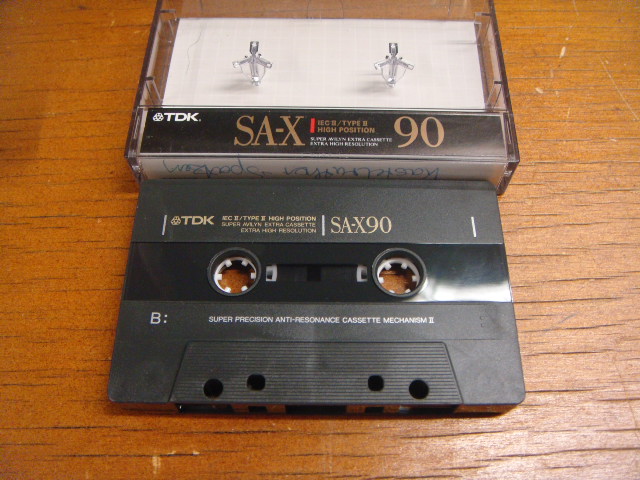 TDK
SA-X
IEC II/TYPE II
HIGH POSITION
SUPER AVILYN EXTRA CASSETTE
EXTRA HIGH RESOLUTION
90
TDK
IEC II/TYPE II HIGH POSITION
SUPER AVILYN EXTRA CASSETTE
EXTRA HIGH RESOLUTION
SA-X90
B:
SUPER PRECISION ANTI-RESONANCE CASSETTE MECHANISM II